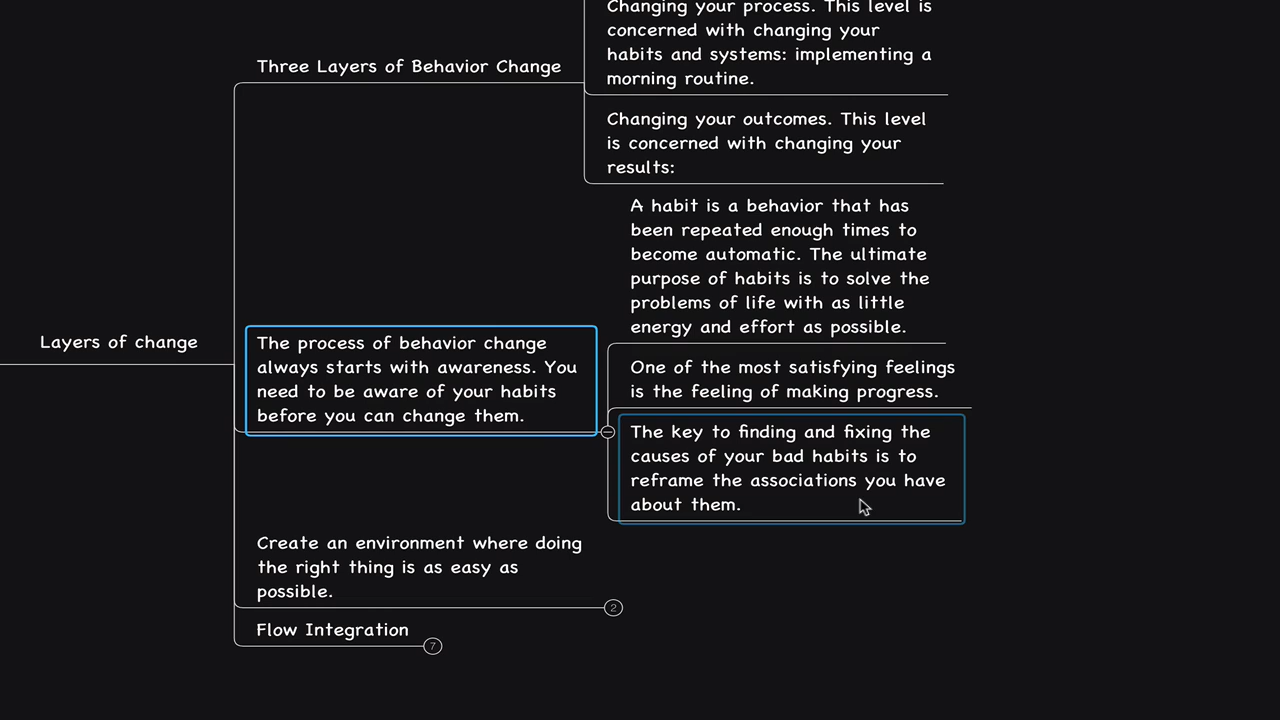 Changing your process. This level is
concerned with changing your
habits and systems: implementing a
morning routine.
Three Layers of Behavior Change
Changing your outcomes. This level
is concerned with changing your
results:
A habit is a behavior that has
been repeated enough times to
become automatic. The ultimate
purpose of habits is to solve the
problems of life with as little
energy and effort as possible.
Layers of change
The process of behavior change
always starts with awareness. You
need to be aware of your habits
before you can change them.
One of the most satisfying feelings
is the feeling of making progress.
The key to finding and fixing the
causes of your bad habits is to
reframe the associations you have
about them.
Create an environment where doing
the right thing is as easy as
possible.
2
Flow Integration
7